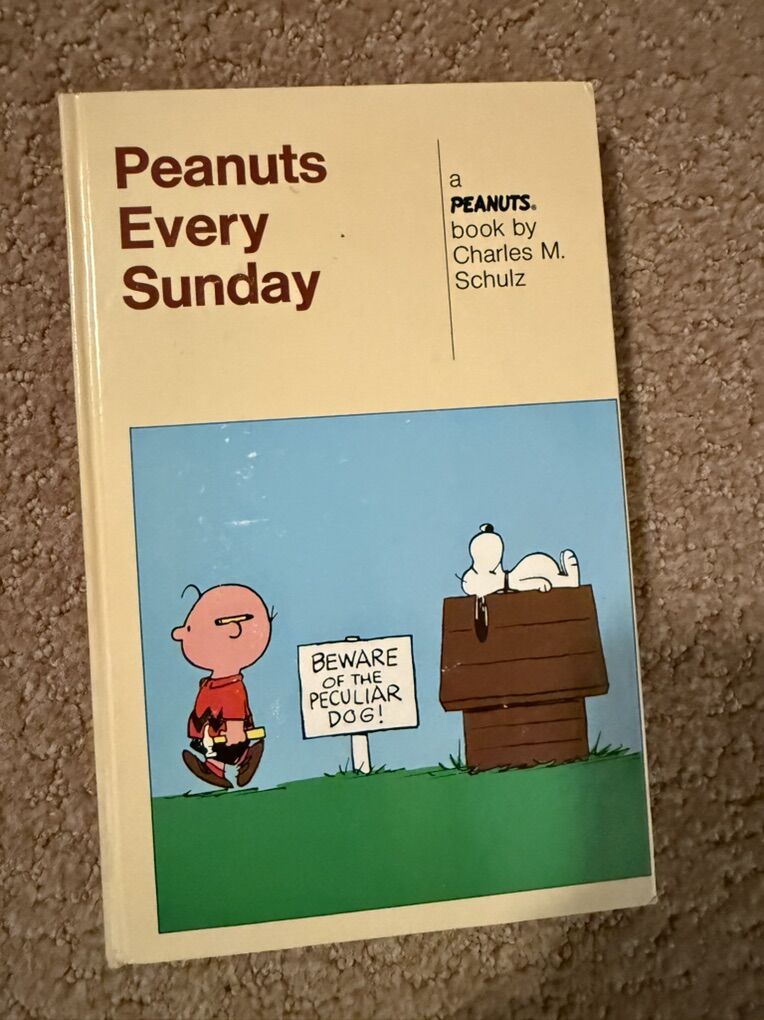 Peanuts
Every
Sunday
a
PEANUTS®
book by
Charles M.
Schulz
BEWARE
OF THE
PECULIAR
DOG!